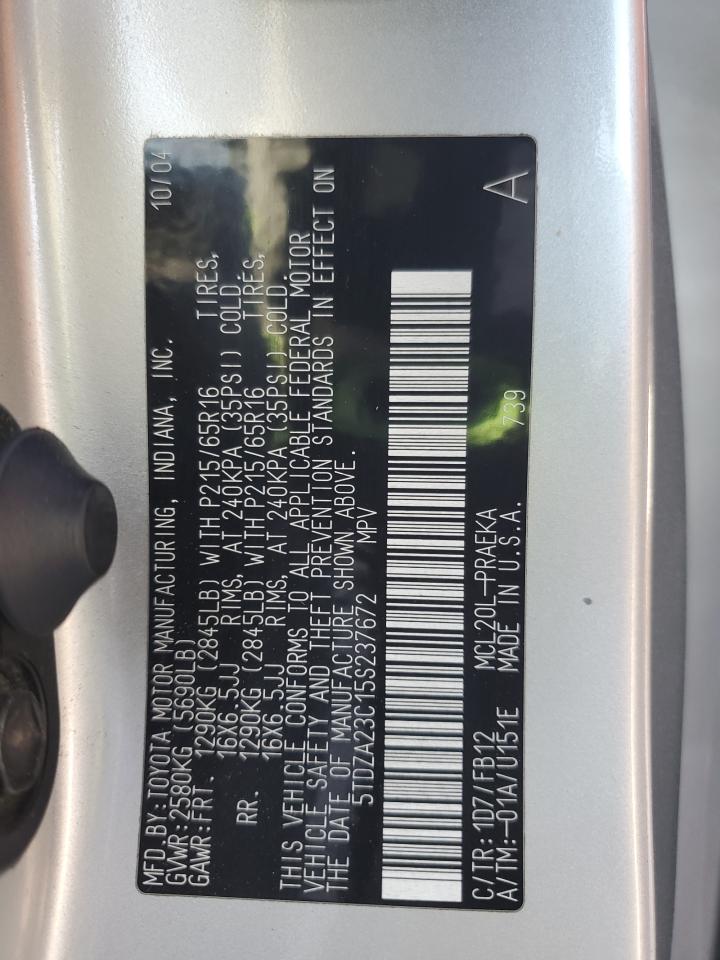 MFD.BY:TOYOTA MOTOR MANUFACTURING, INDIANA, INC. 10/04
GVWR:2580KG (5690LB)
GAWR:FRT. 1290KG (2845LB) WITH P215/65R16 TIRES,
16X6.5JJ RIMS, AT 240KPA (35PSI) COLD.
RR. 1290KG (2845LB) WITH P215/65R16 TIRES,
16X6.5JJ RIMS, AT 240KPA (35PSI) COLD.
THIS VEHICLE CONFORMS TO ALL APPLICABLE FEDERAL MOTOR
VEHICLE SAFETY AND THEFT PREVENTION STANDARDS IN EFFECT ON
THE DATE OF MANUFACTURE SHOWN ABOVE.
5TDZA23C15S237672 MPV
C/TR:1D7/FB12 MCL20L-PRAEKA 739
A/TM:-01A/U151E MADE IN U.S.A. A